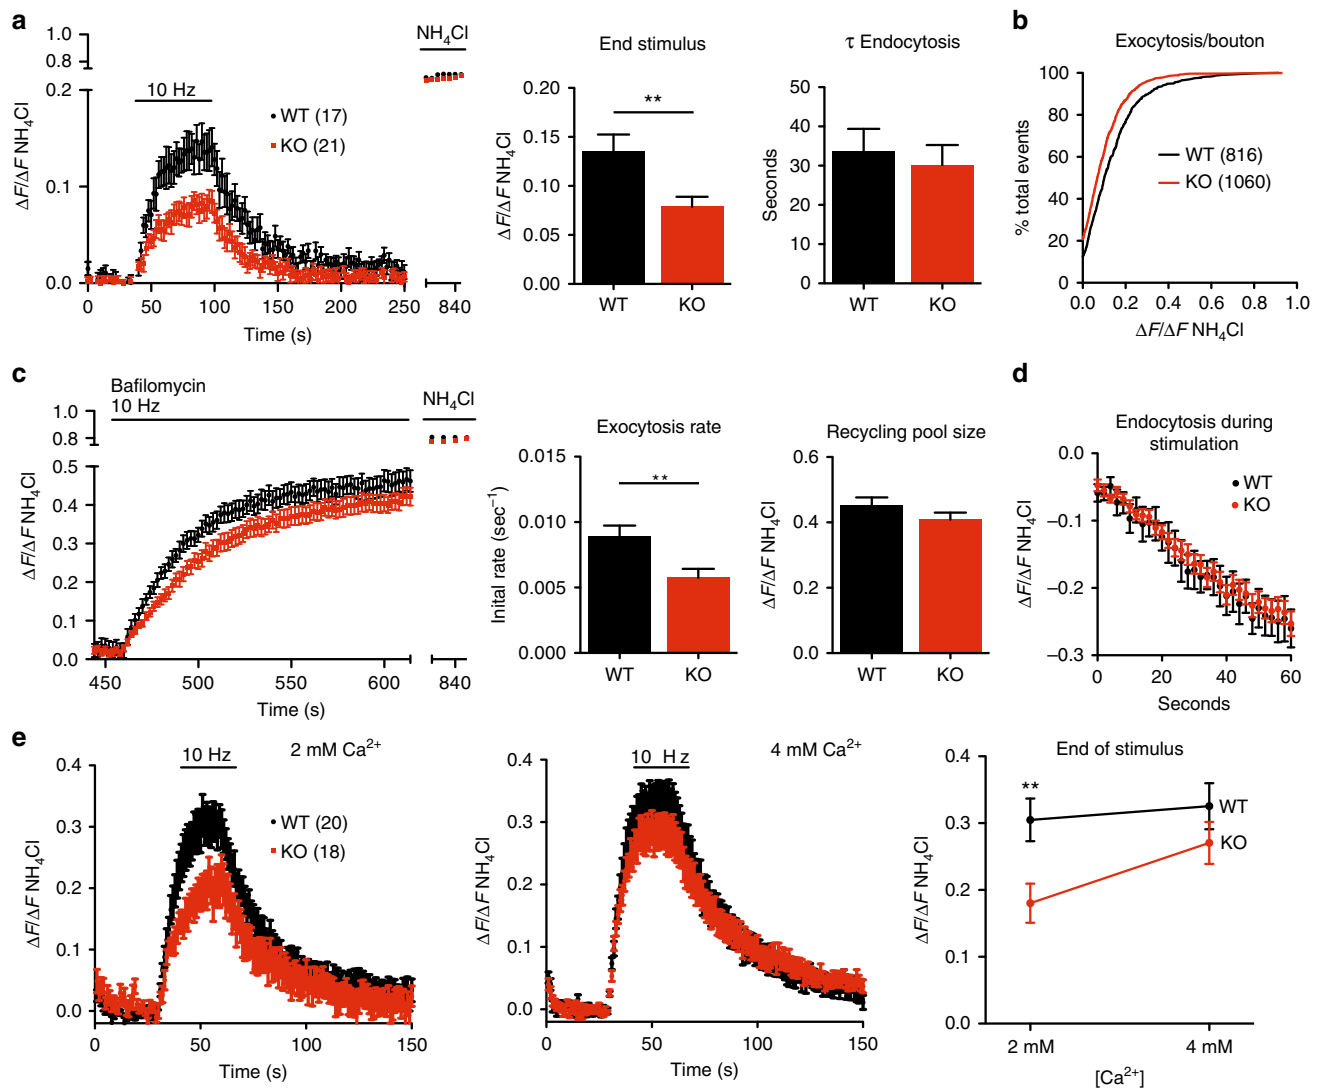 a
1.0
0.8
0.2
0.1
0.0
ΔF/ΔF NH₄Cl
10 Hz
WT (17)
KO (21)
NH₄Cl
0 50 100 150 200 250 840
Time (s)
End stimulus
**
0.20
0.15
0.10
0.05
0.00
ΔF/ΔF NH₄Cl
WT KO
τ Endocytosis
50
40
30
20
10
0
Seconds
WT KO
b
Exocytosis/bouton
100
80
60
40
20
0
% total events
WT (816)
KO (1060)
0.0 0.2 0.4 0.6 0.8 1.0
ΔF/ΔF NH₄Cl
c
Bafilomycin
10 Hz
NH₄Cl
1.0
0.8
0.5
0.4
0.3
0.2
0.1
0.0
ΔF/ΔF NH₄Cl
450 500 550 600 840
Time (s)
Exocytosis rate
**
0.015
0.010
0.005
0.000
Inital rate (sec⁻¹)
WT KO
Recycling pool size
0.6
0.4
0.2
0.0
ΔF/ΔF NH₄Cl
WT KO
d
Endocytosis during
stimulation
0.0
–0.1
–0.2
–0.3
ΔF/ΔF NH₄Cl
WT
KO
0 20 40 60
Seconds
e
10 Hz
2 mM Ca²⁺
0.4
0.3
0.2
0.1
0.0
ΔF/ΔF NH₄Cl
WT (20)
KO (18)
0 50 100 150
Time (s)
10 Hz
4 mM Ca²⁺
0.4
0.3
0.2
0.1
0.0
ΔF/ΔF NH₄Cl
0 50 100 150
Time (s)
End of stimulus
0.4
0.3
0.2
0.1
0.0
ΔF/ΔF NH₄Cl
**
WT
KO
2 mM 4 mM
[Ca²⁺]